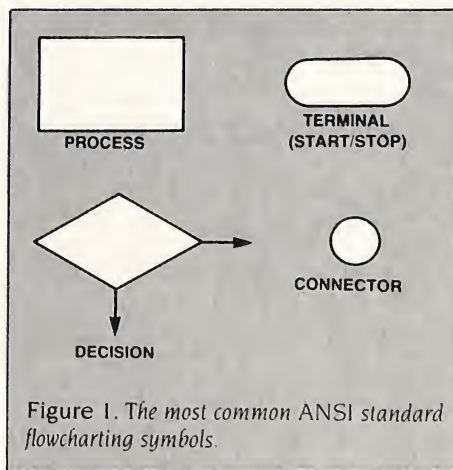 PROCESS
TERMINAL
(START/STOP)
DECISION
CONNECTOR
Figure 1. The most common ANSI standard
flowcharting symbols.